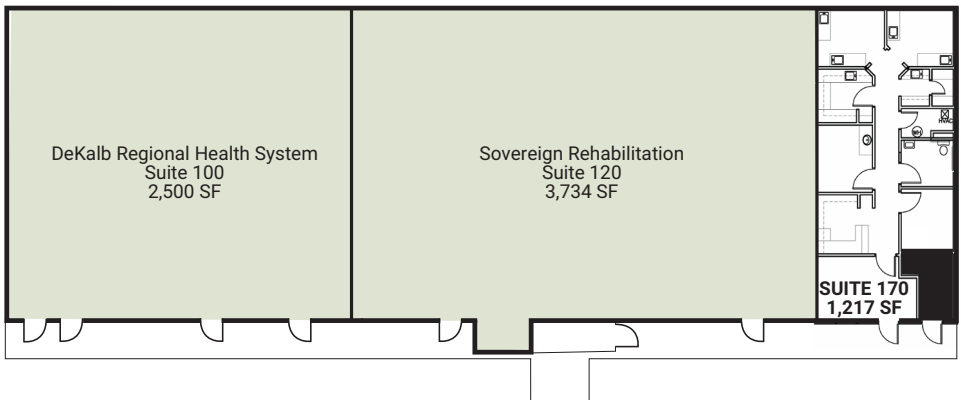 DeKalb Regional Health System
Suite 100
2,500 SF
Sovereign Rehabilitation
Suite 120
3,734 SF
SUITE 170
1,217 SF